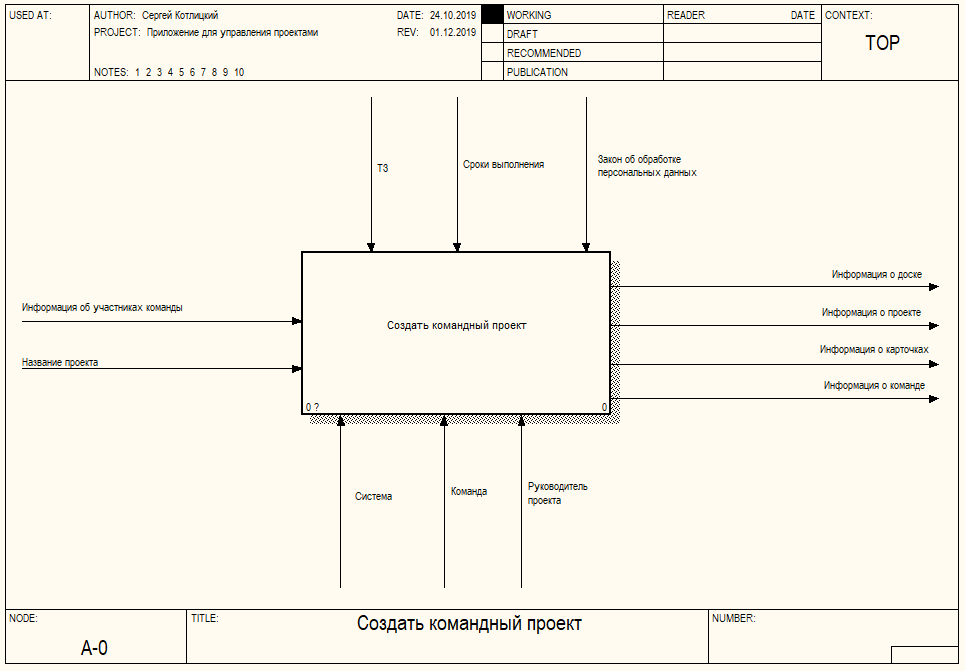 USED AT:
AUTHOR: Сергей Котлицкий
DATE: 24.10.2019
PROJECT: Приложение для управления проектами
REV: 01.12.2019
NOTES: 1 2 3 4 5 6 7 8 9 10
WORKING
DRAFT
RECOMMENDED
PUBLICATION
READER
DATE
CONTEXT:
TOP
ТЗ
Сроки выполнения
Закон об обработке
персональных данных
Информация об участниках команды
Название проекта
Создать командный проект
0 ?
0
Информация о доске
Информация о проекте
Информация о карточках
Информация о команде
Система
Команда
Руководитель
проекта
NODE:
A-0
TITLE:
Создать командный проект
NUMBER: